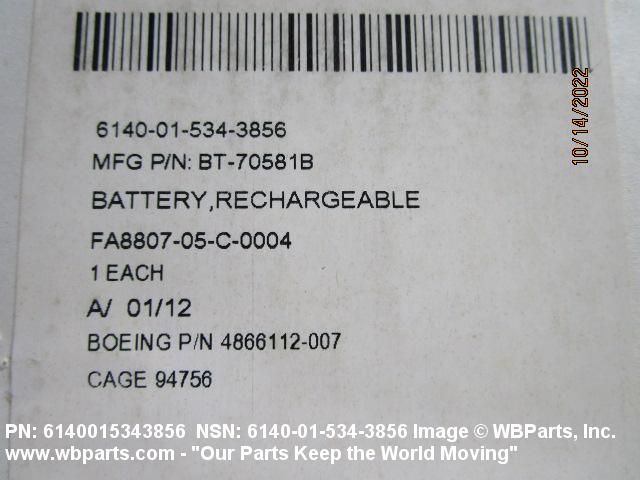 6140-01-534-3856
MFG P/N: BT-70581B
BATTERY,RECHARGEABLE
FA8807-05-C-0004
1 EACH
A/ 01/12
BOEING P/N 4866112-007
CAGE 94756
10/14/2022
PN: 6140015343856 NSN: 6140-01-534-3856 Image © WBParts, Inc.
www.wbparts.com - "Our Parts Keep the World Moving"